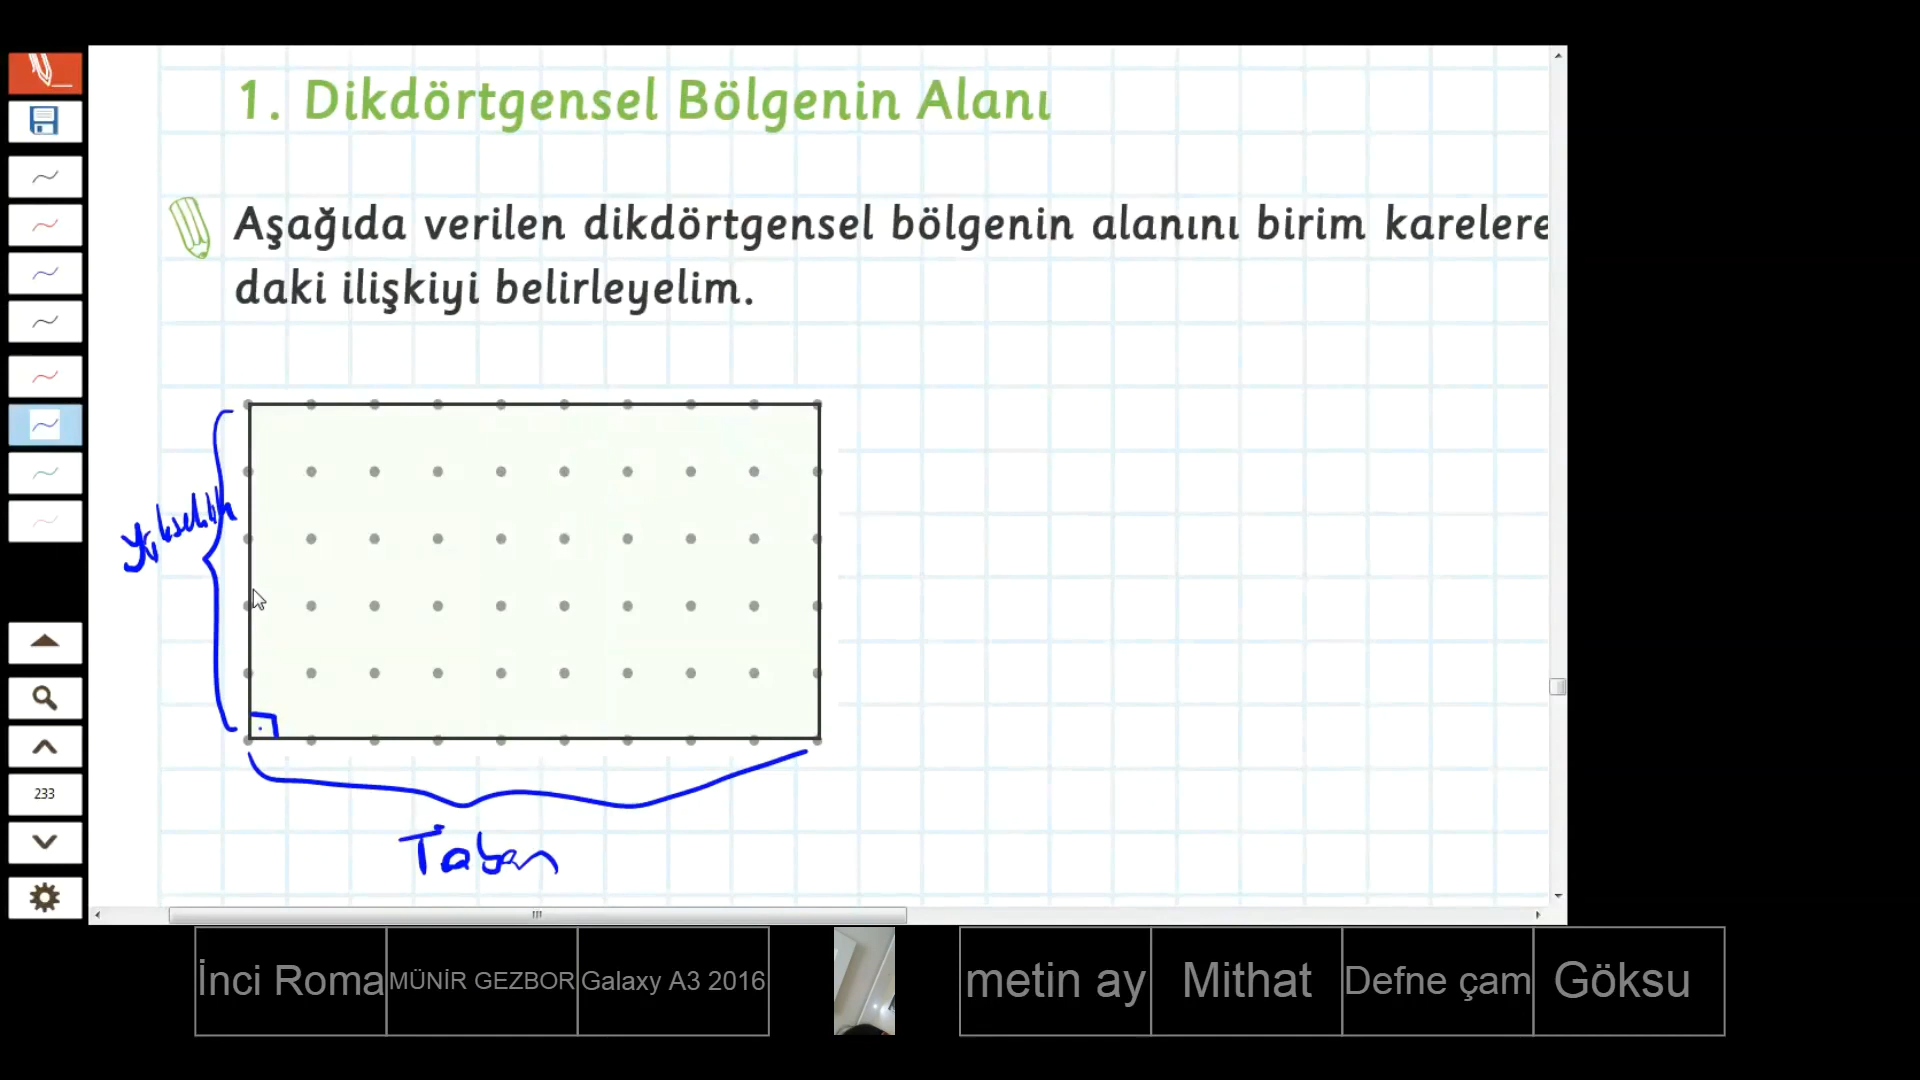 1. Dikdörtgensel Bölgenin Alanı
Aşağıda verilen dikdörtgensel bölgenin alanını birim karelere
daki ilişkiyi belirleyelim.
Yükseklik
Taban
233
İnci Roma
MÜNİR GEZBOR
Galaxy A3 2016
metin ay
Mithat
Defne çam
Göksu